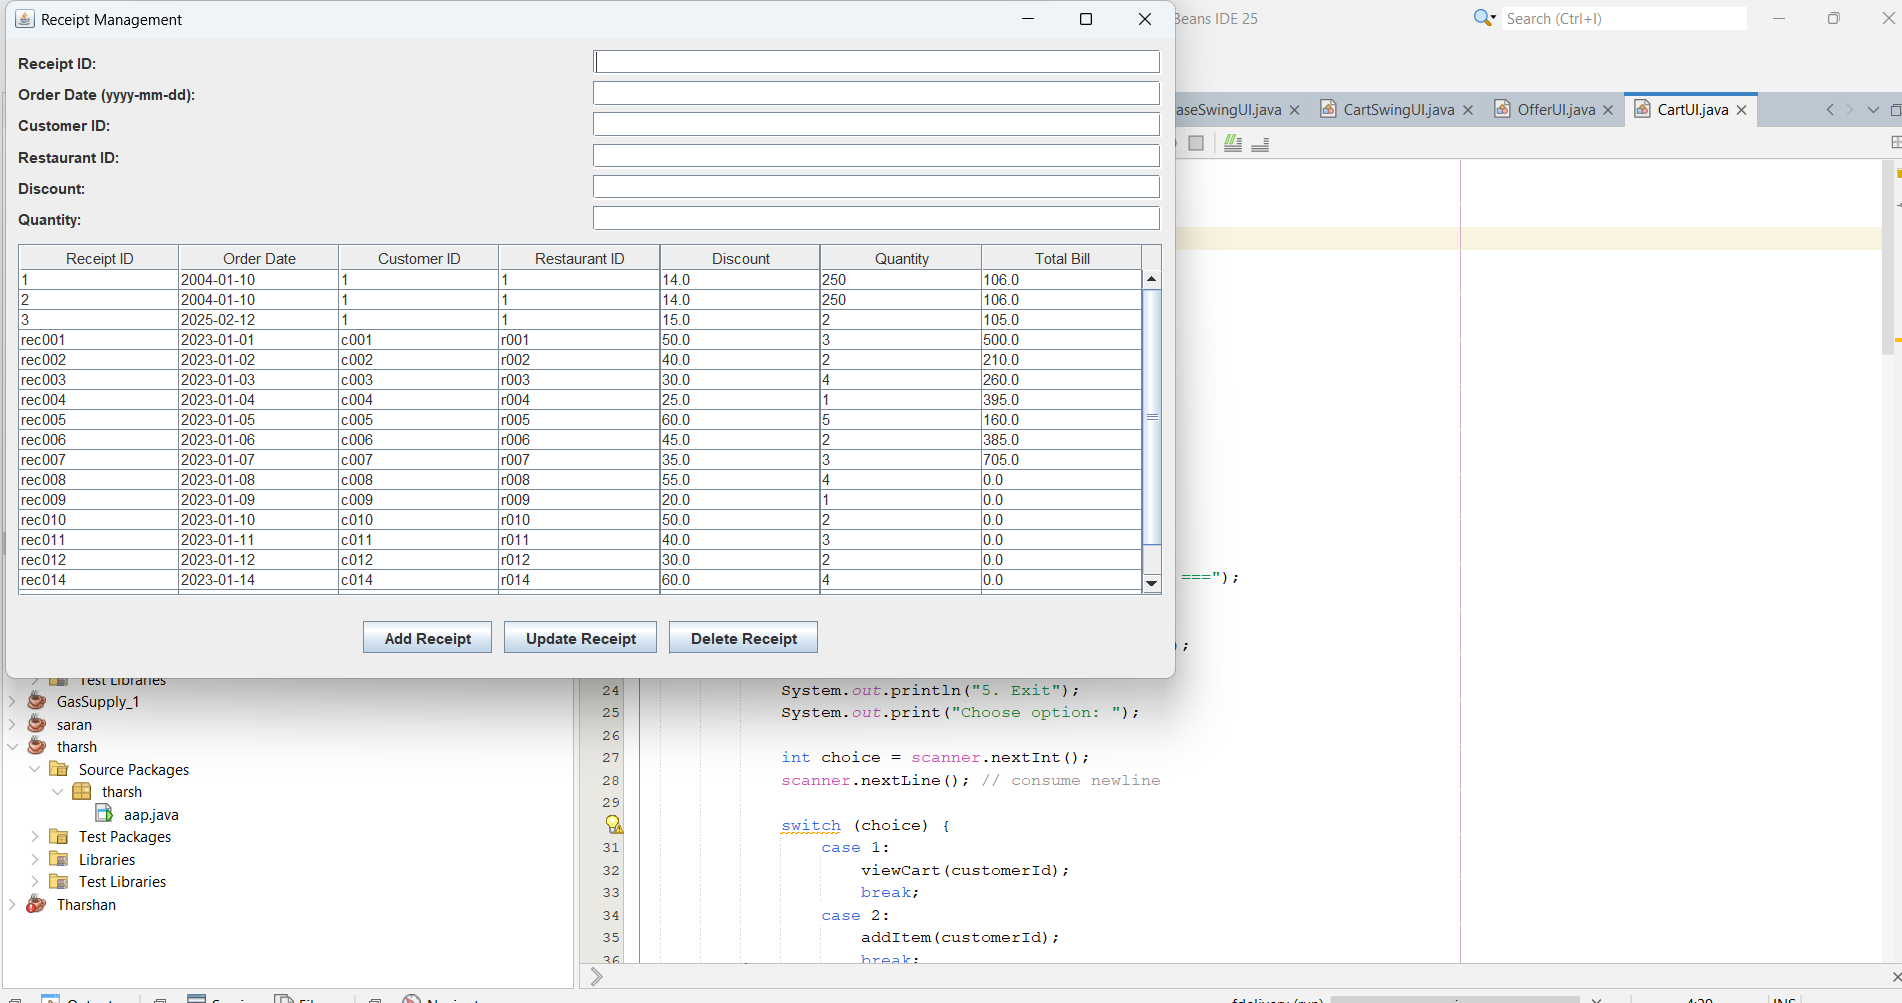 Receipt Management
Beans IDE 25
Search (Ctrl+I)
Receipt ID:
Order Date (yyyy-mm-dd):
Customer ID:
Restaurant ID:
Discount:
Quantity:
aseSwingUI.java
CartSwingUI.java
OfferUI.java
CartUI.java
Receipt ID Order Date Customer ID Restaurant ID Discount Quantity Total Bill
1 2004-01-10 1 1 14.0 250 106.0
2 2004-01-10 1 1 14.0 250 106.0
3 2025-02-12 1 1 15.0 2 105.0
rec001 2023-01-01 c001 r001 50.0 3 500.0
rec002 2023-01-02 c002 r002 40.0 2 210.0
rec003 2023-01-03 c003 r003 30.0 4 260.0
rec004 2023-01-04 c004 r004 25.0 1 395.0
rec005 2023-01-05 c005 r005 60.0 5 160.0
rec006 2023-01-06 c006 r006 45.0 2 385.0
rec007 2023-01-07 c007 r007 35.0 3 705.0
rec008 2023-01-08 c008 r008 55.0 4 0.0
rec009 2023-01-09 c009 r009 20.0 1 0.0
rec010 2023-01-10 c010 r010 50.0 2 0.0
rec011 2023-01-11 c011 r011 40.0 3 0.0
rec012 2023-01-12 c012 r012 30.0 2 0.0
rec014 2023-01-14 c014 r014 60.0 4 0.0
Add Receipt Update Receipt Delete Receipt
Test Libraries
GasSupply_1
saran
tharsh
Source Packages
tharsh
aap.java
Test Packages
Libraries
Test Libraries
Tharshan
===");
);
24 System.out.println("5. Exit");
25 System.out.print("Choose option: ");
26
27 int choice = scanner.nextInt();
28 scanner.nextLine(); // consume newline
29
switch (choice) {
31 case 1:
32 viewCart(customerId);
33 break;
34 case 2:
35 addItem(customerId);
36 break;